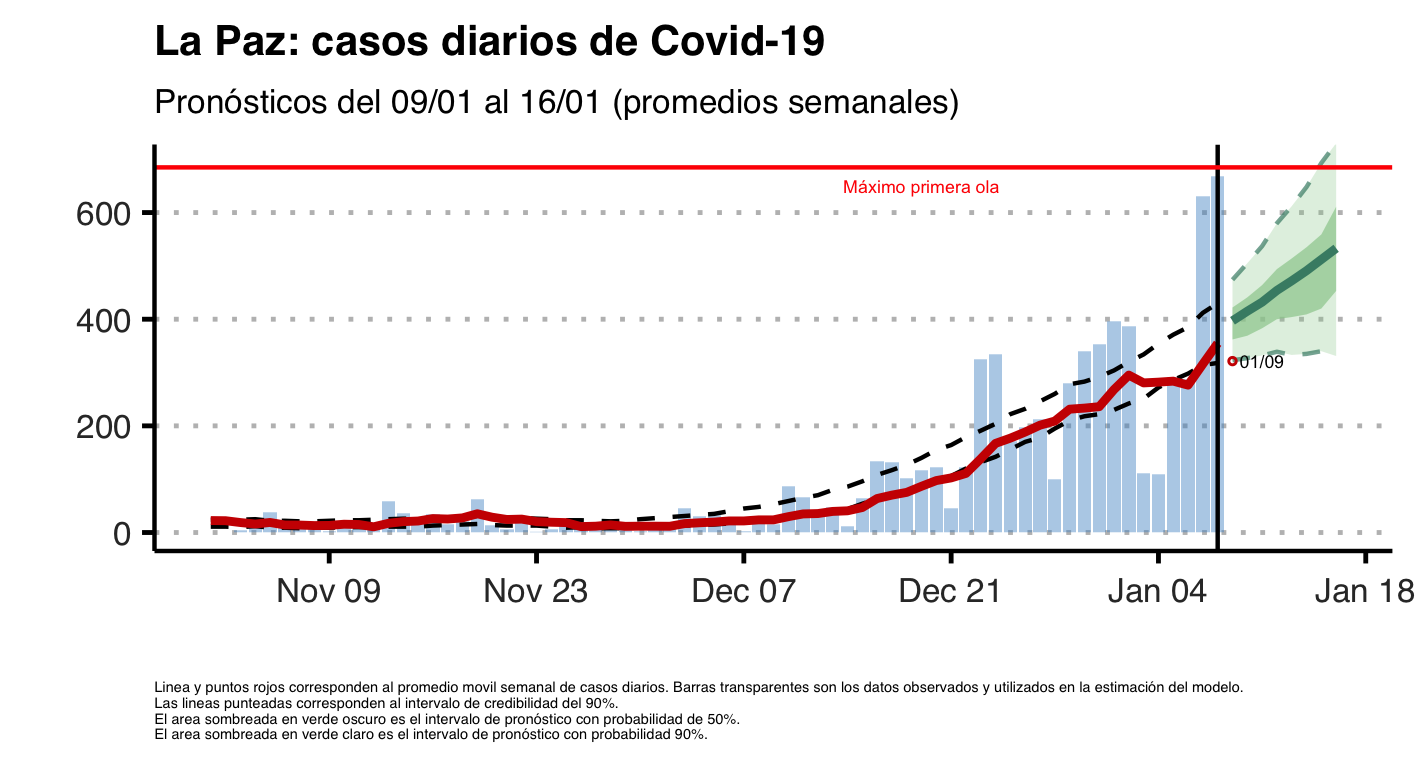 La Paz: casos diarios de Covid-19
Pronósticos del 09/01 al 16/01 (promedios semanales)
Máximo primera ola
600
400
01/09
200
0
Nov 09
Nov 23
Dec 07
Dec 21
Jan 04
Jan 18
Linea y puntos rojos corresponden al promedio movil semanal de casos diarios. Barras transparentes son los datos observados y utilizados en la estimación del modelo.
Las lineas punteadas corresponden al intervalo de credibilidad del 90%.
El area sombreada en verde oscuro es el intervalo de pronóstico con probabilidad de 50%.
El area sombreada en verde claro es el intervalo de pronóstico con probabilidad 90%.